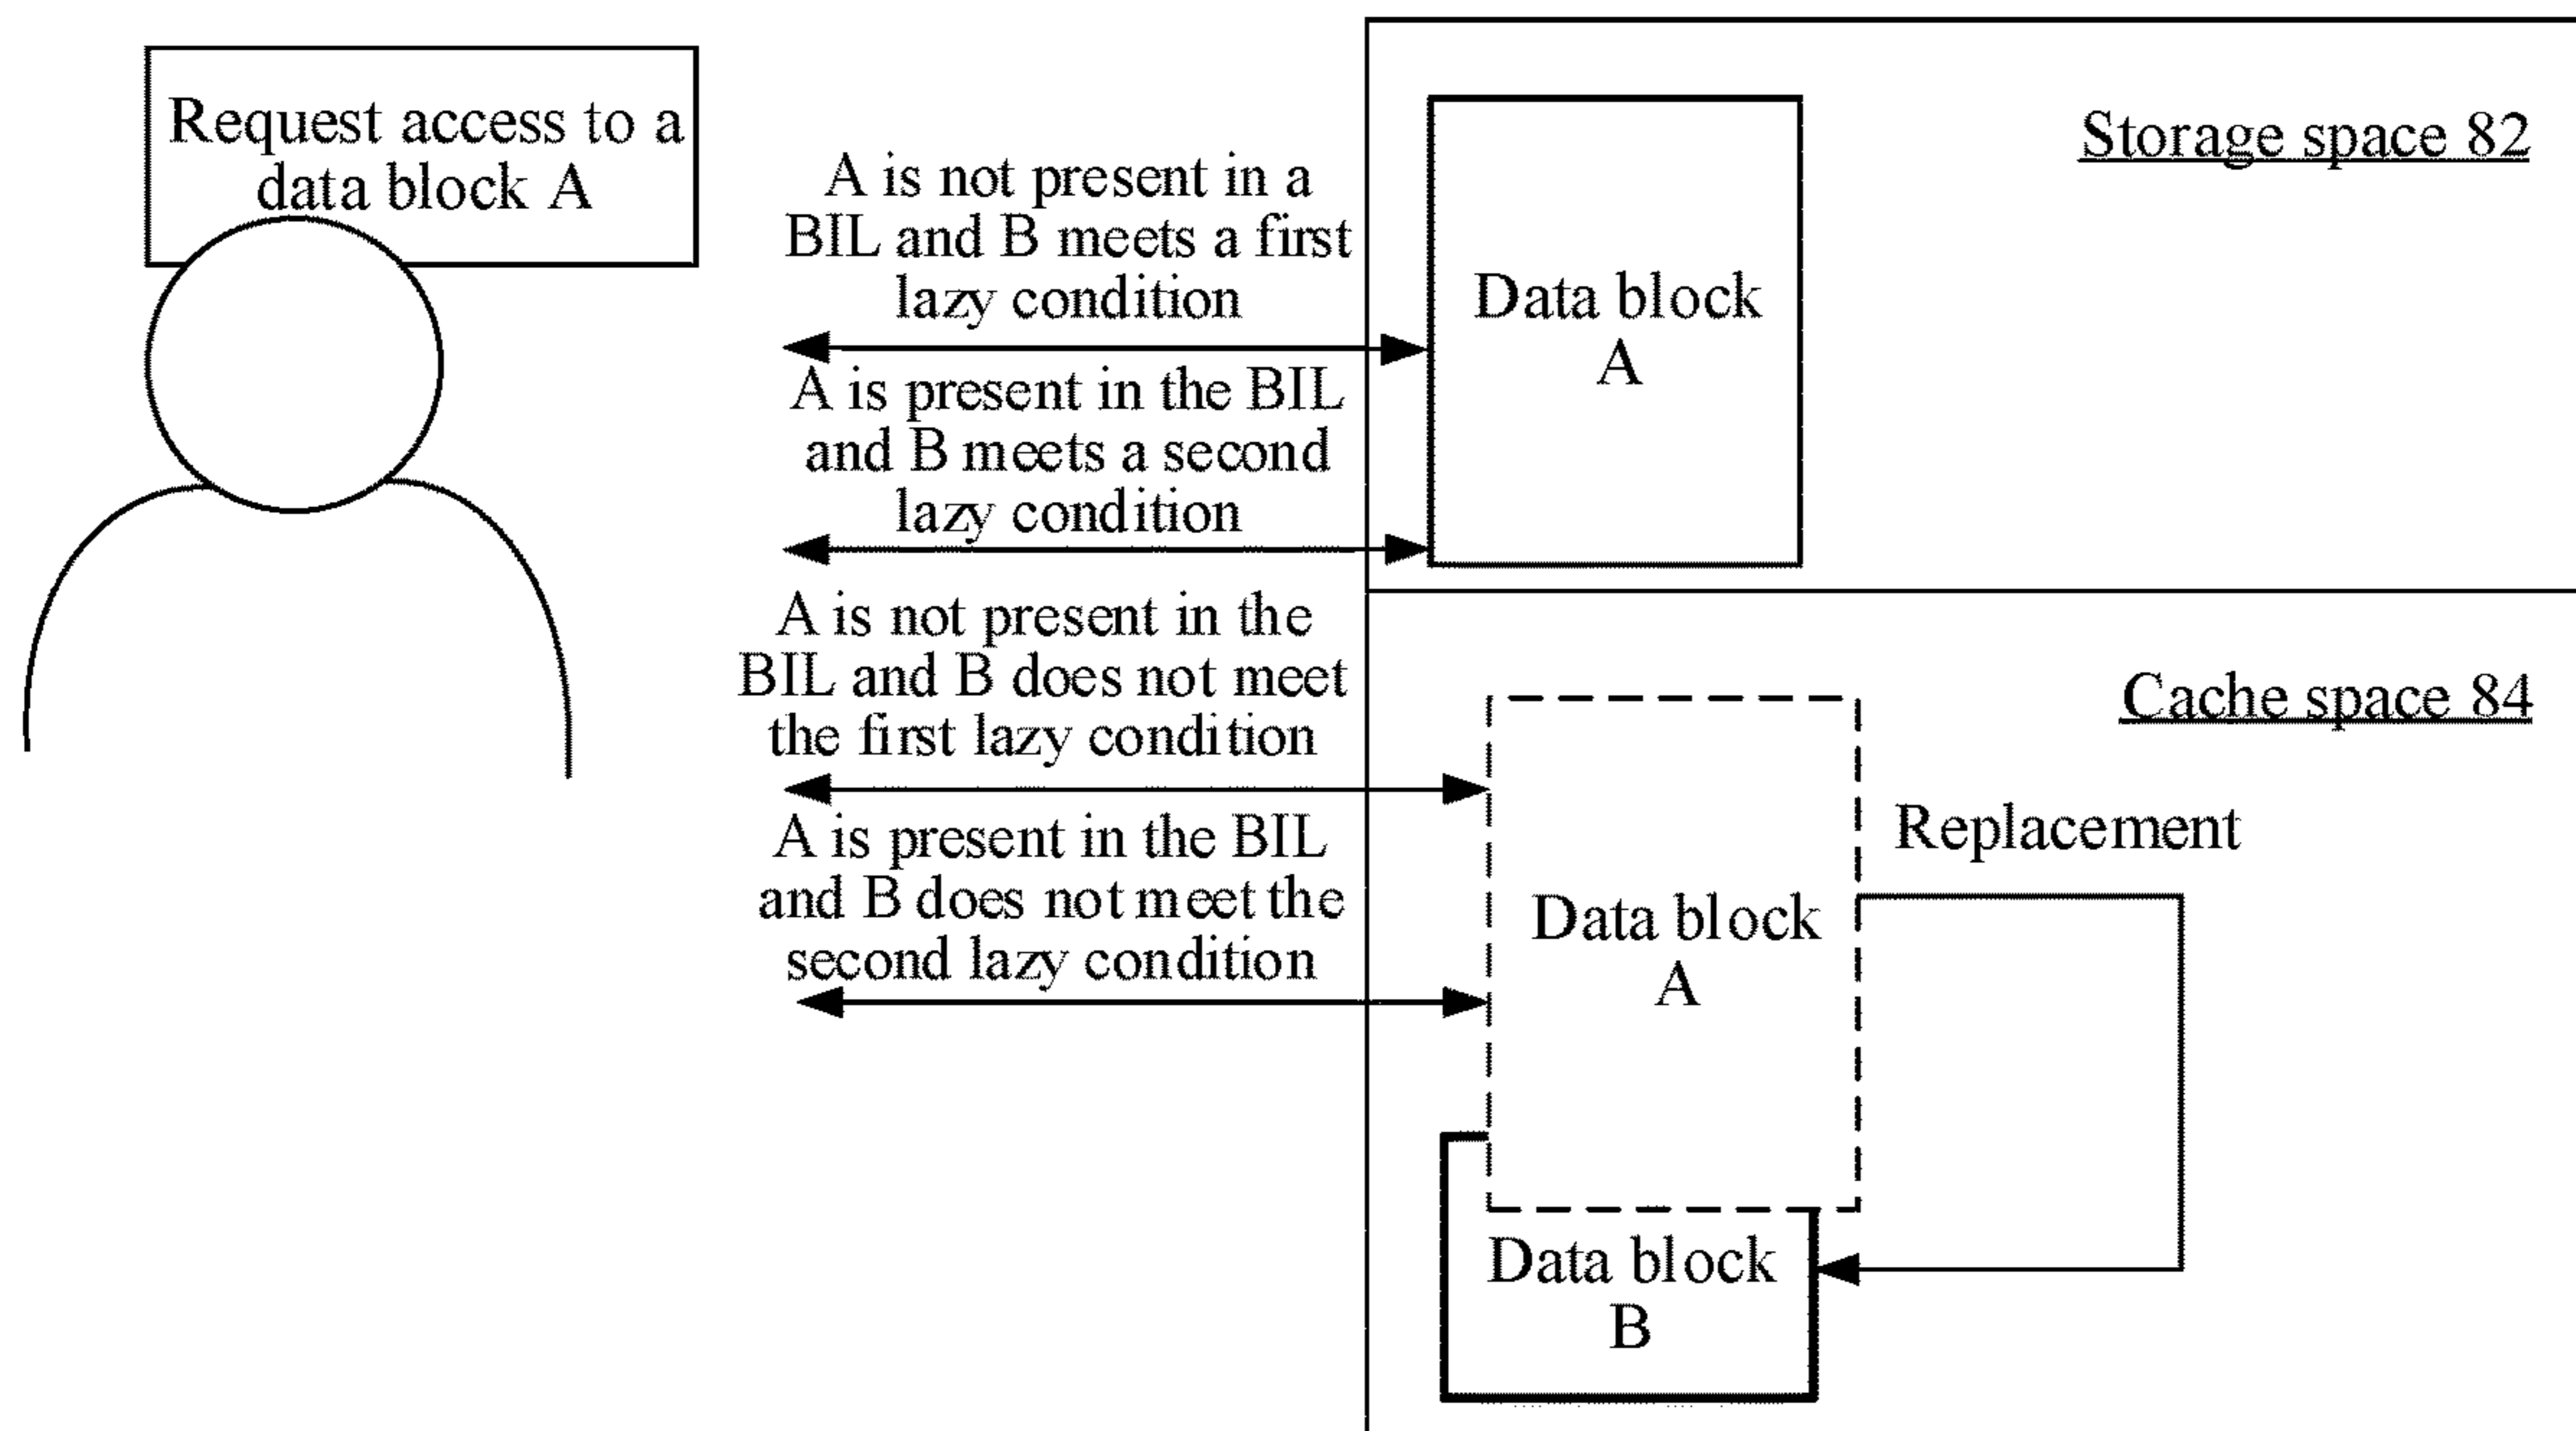 Request access to a
data block A
A is not present in a
BIL and B meets a first
lazy condition
A is present in the BIL
and B meets a second
lazy condition
A is not present in the
BIL and B does not meet
the first lazy condition
A is present in the BIL
and B does not meet the
second lazy condition
Storage space 82
Data block
A
Cache space 84
Replacement
Data block
A
Data block
B